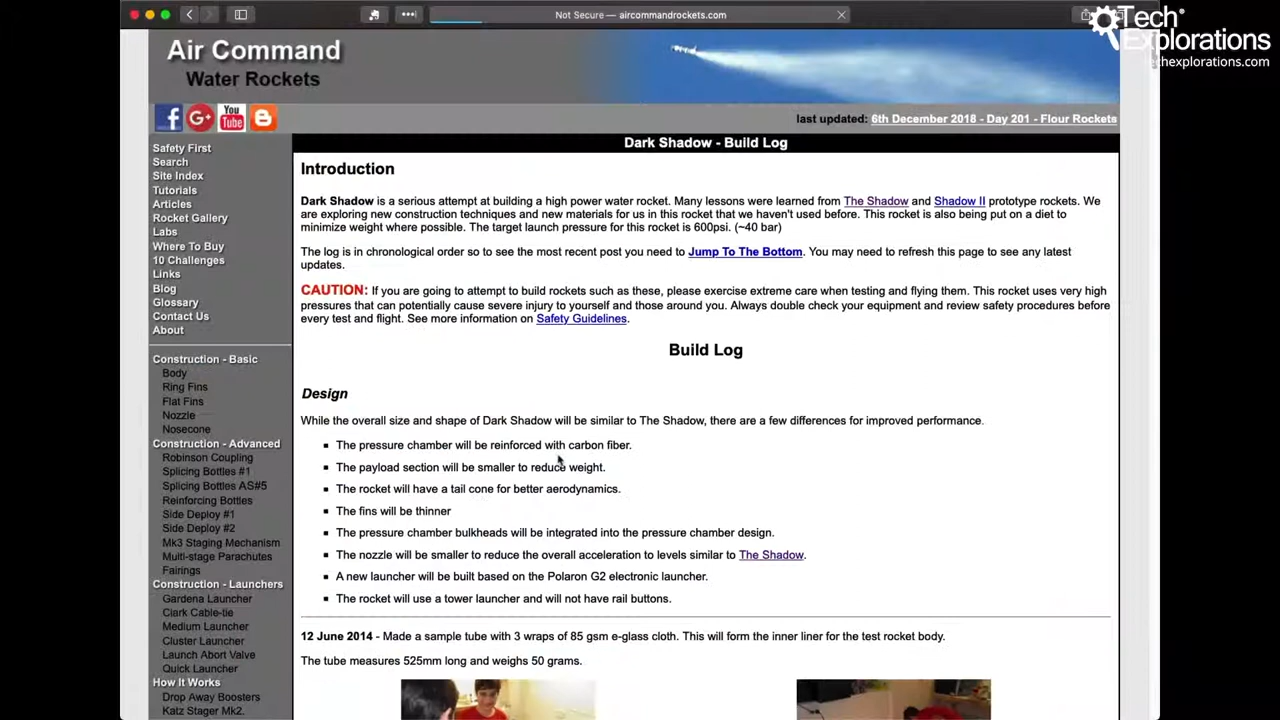 Not Secure — aircommandrockets.com
Tech
Explorations
techexplorations.com
Air Command
Water Rockets
You
Tube
last updated: 6th December 2018 - Day 201 - Flour Rockets
Safety First
Search
Site Index
Tutorials
Articles
Rocket Gallery
Labs
Where To Buy
10 Challenges
Links
Blog
Glossary
Contact Us
About
Construction - Basic
Body
Ring Fins
Flat Fins
Nozzle
Nosecone
Construction - Advanced
Robinson Coupling
Splicing Bottles #1
Splicing Bottles AS#5
Reinforcing Bottles
Side Deploy #1
Side Deploy #2
Mk3 Staging Mechanism
Multi-stage Parachutes
Fairings
Construction - Launchers
Gardena Launcher
Clark Cable-tie
Medium Launcher
Cluster Launcher
Launch Abort Valve
Quick Launcher
How It Works
Drop Away Boosters
Katz Stager Mk2.
Dark Shadow - Build Log
Introduction
Dark Shadow is a serious attempt at building a high power water rocket. Many lessons were learned from The Shadow and Shadow II prototype rockets. We
are exploring new construction techniques and new materials for us in this rocket that we haven't used before. This rocket is also being put on a diet to
minimize weight where possible. The target launch pressure for this rocket is 600psi. (~40 bar)
The log is in chronological order so to see the most recent post you need to Jump To The Bottom. You may need to refresh this page to see any latest
updates.
CAUTION: If you are going to attempt to build rockets such as these, please exercise extreme care when testing and flying them. This rocket uses very high
pressures that can potentially cause severe injury to yourself and those around you. Always double check your equipment and review safety procedures before
every test and flight. See more information on Safety Guidelines.
Build Log
Design
While the overall size and shape of Dark Shadow will be similar to The Shadow, there are a few differences for improved performance.
The pressure chamber will be reinforced with carbon fiber.
The payload section will be smaller to reduce weight.
The rocket will have a tail cone for better aerodynamics.
The fins will be thinner
The pressure chamber bulkheads will be integrated into the pressure chamber design.
The nozzle will be smaller to reduce the overall acceleration to levels similar to The Shadow.
A new launcher will be built based on the Polaron G2 electronic launcher.
The rocket will use a tower launcher and will not have rail buttons.
12 June 2014 - Made a sample tube with 3 wraps of 85 gsm e-glass cloth. This will form the inner liner for the test rocket body.
The tube measures 525mm long and weighs 50 grams.